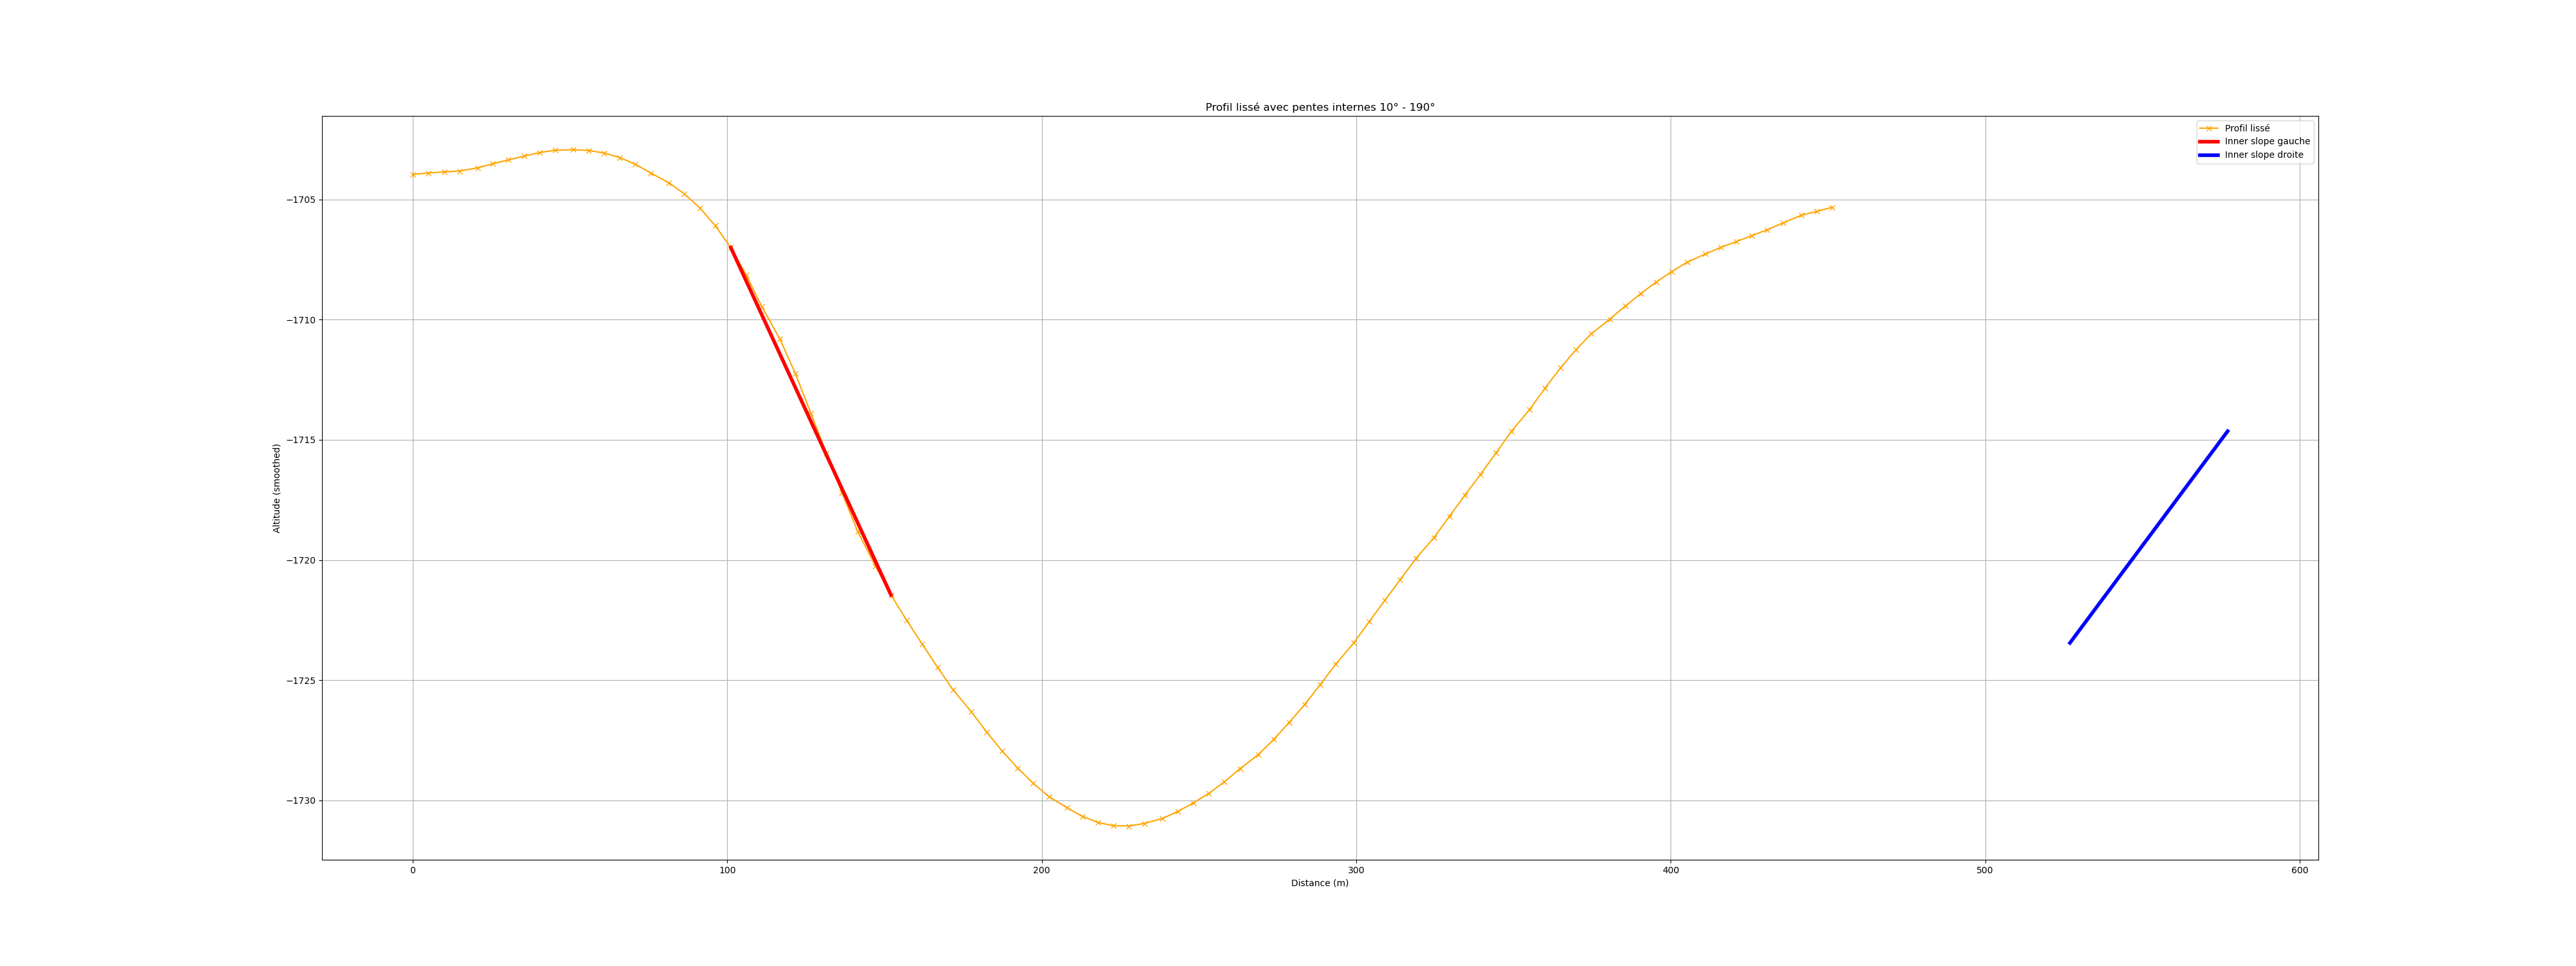 Profil lissé avec pentes internes 10° - 190°
Profil lissé
Inner slope gauche
Inner slope droite
Altitude (smoothed)
−1705
−1710
−1715
−1720
−1725
−1730
0 100 200 300 400 500 600
Distance (m)